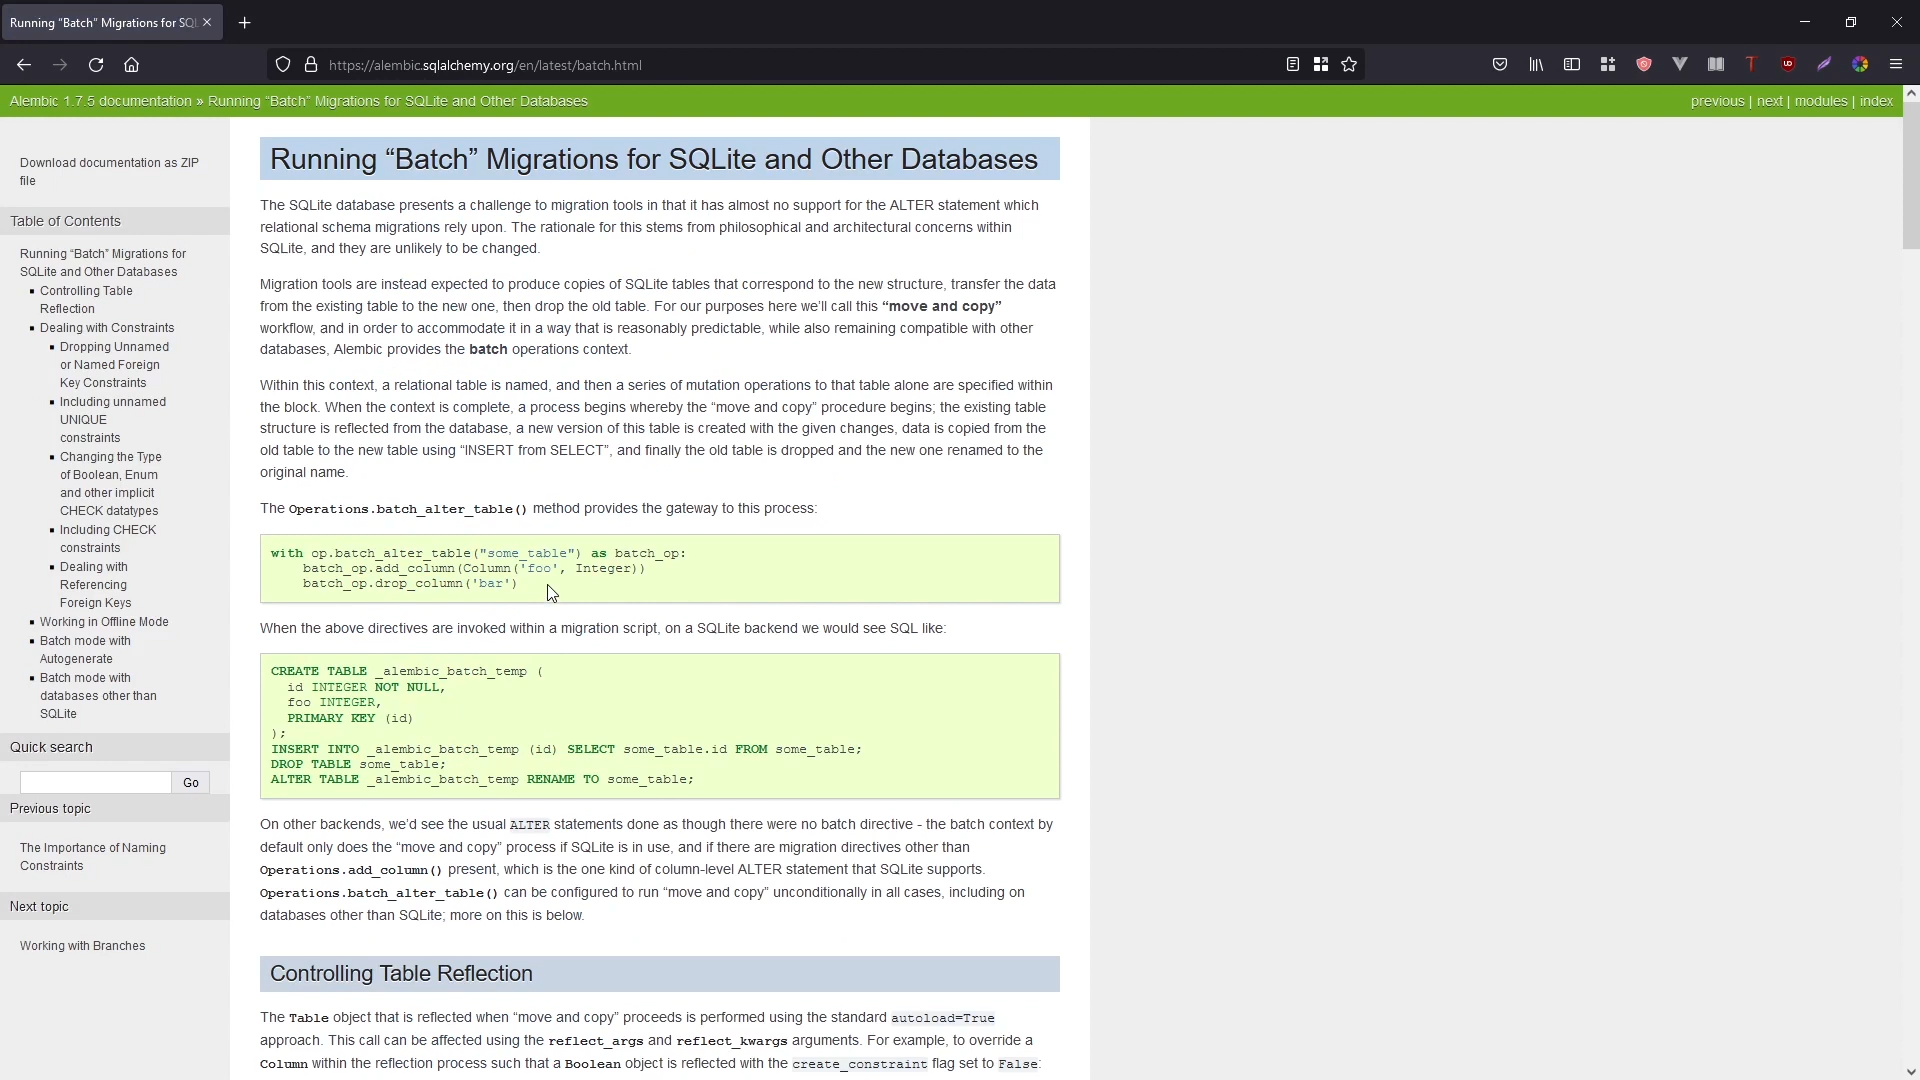 Running “Batch” Migrations for SQL
https://alembic.sqlalchemy.org/en/latest/batch.html
Alembic 1.7.5 documentation » Running “Batch” Migrations for SQLite and Other Databases
previous | next | modules | index
Download documentation as ZIP
file
Table of Contents
Running “Batch” Migrations for
SQLite and Other Databases
Controlling Table
Reflection
Dealing with Constraints
Dropping Unnamed
or Named Foreign
Key Constraints
Including unnamed
UNIQUE
constraints
Changing the Type
of Boolean, Enum
and other implicit
CHECK datatypes
Including CHECK
constraints
Dealing with
Referencing
Foreign Keys
Working in Offline Mode
Batch mode with
Autogenerate
Batch mode with
databases other than
SQLite
Quick search
Go
Previous topic
The Importance of Naming
Constraints
Next topic
Working with Branches
Running “Batch” Migrations for SQLite and Other Databases
The SQLite database presents a challenge to migration tools in that it has almost no support for the ALTER statement which
relational schema migrations rely upon. The rationale for this stems from philosophical and architectural concerns within
SQLite, and they are unlikely to be changed.
Migration tools are instead expected to produce copies of SQLite tables that correspond to the new structure, transfer the data
from the existing table to the new one, then drop the old table. For our purposes here we’ll call this “move and copy”
workflow, and in order to accommodate it in a way that is reasonably predictable, while also remaining compatible with other
databases, Alembic provides the batch operations context.
Within this context, a relational table is named, and then a series of mutation operations to that table alone are specified within
the block. When the context is complete, a process begins whereby the “move and copy” procedure begins; the existing table
structure is reflected from the database, a new version of this table is created with the given changes, data is copied from the
old table to the new table using “INSERT from SELECT”, and finally the old table is dropped and the new one renamed to the
original name.
The Operations.batch_alter_table() method provides the gateway to this process:
with op.batch_alter_table("some_table") as batch_op:
    batch_op.add_column(Column('foo', Integer))
    batch_op.drop_column('bar')
When the above directives are invoked within a migration script, on a SQLite backend we would see SQL like:
CREATE TABLE _alembic_batch_temp (
  id INTEGER NOT NULL,
  foo INTEGER,
  PRIMARY KEY (id)
);
INSERT INTO _alembic_batch_temp (id) SELECT some_table.id FROM some_table;
DROP TABLE some_table;
ALTER TABLE _alembic_batch_temp RENAME TO some_table;
On other backends, we’d see the usual ALTER statements done as though there were no batch directive - the batch context by
default only does the “move and copy” process if SQLite is in use, and if there are migration directives other than
Operations.add_column() present, which is the one kind of column-level ALTER statement that SQLite supports.
Operations.batch_alter_table() can be configured to run “move and copy” unconditionally in all cases, including on
databases other than SQLite; more on this is below.
Controlling Table Reflection
The Table object that is reflected when “move and copy” proceeds is performed using the standard autoload=True
approach. This call can be affected using the reflect_args and reflect_kwargs arguments. For example, to override a
Column within the reflection process such that a Boolean object is reflected with the create_constraint flag set to False: